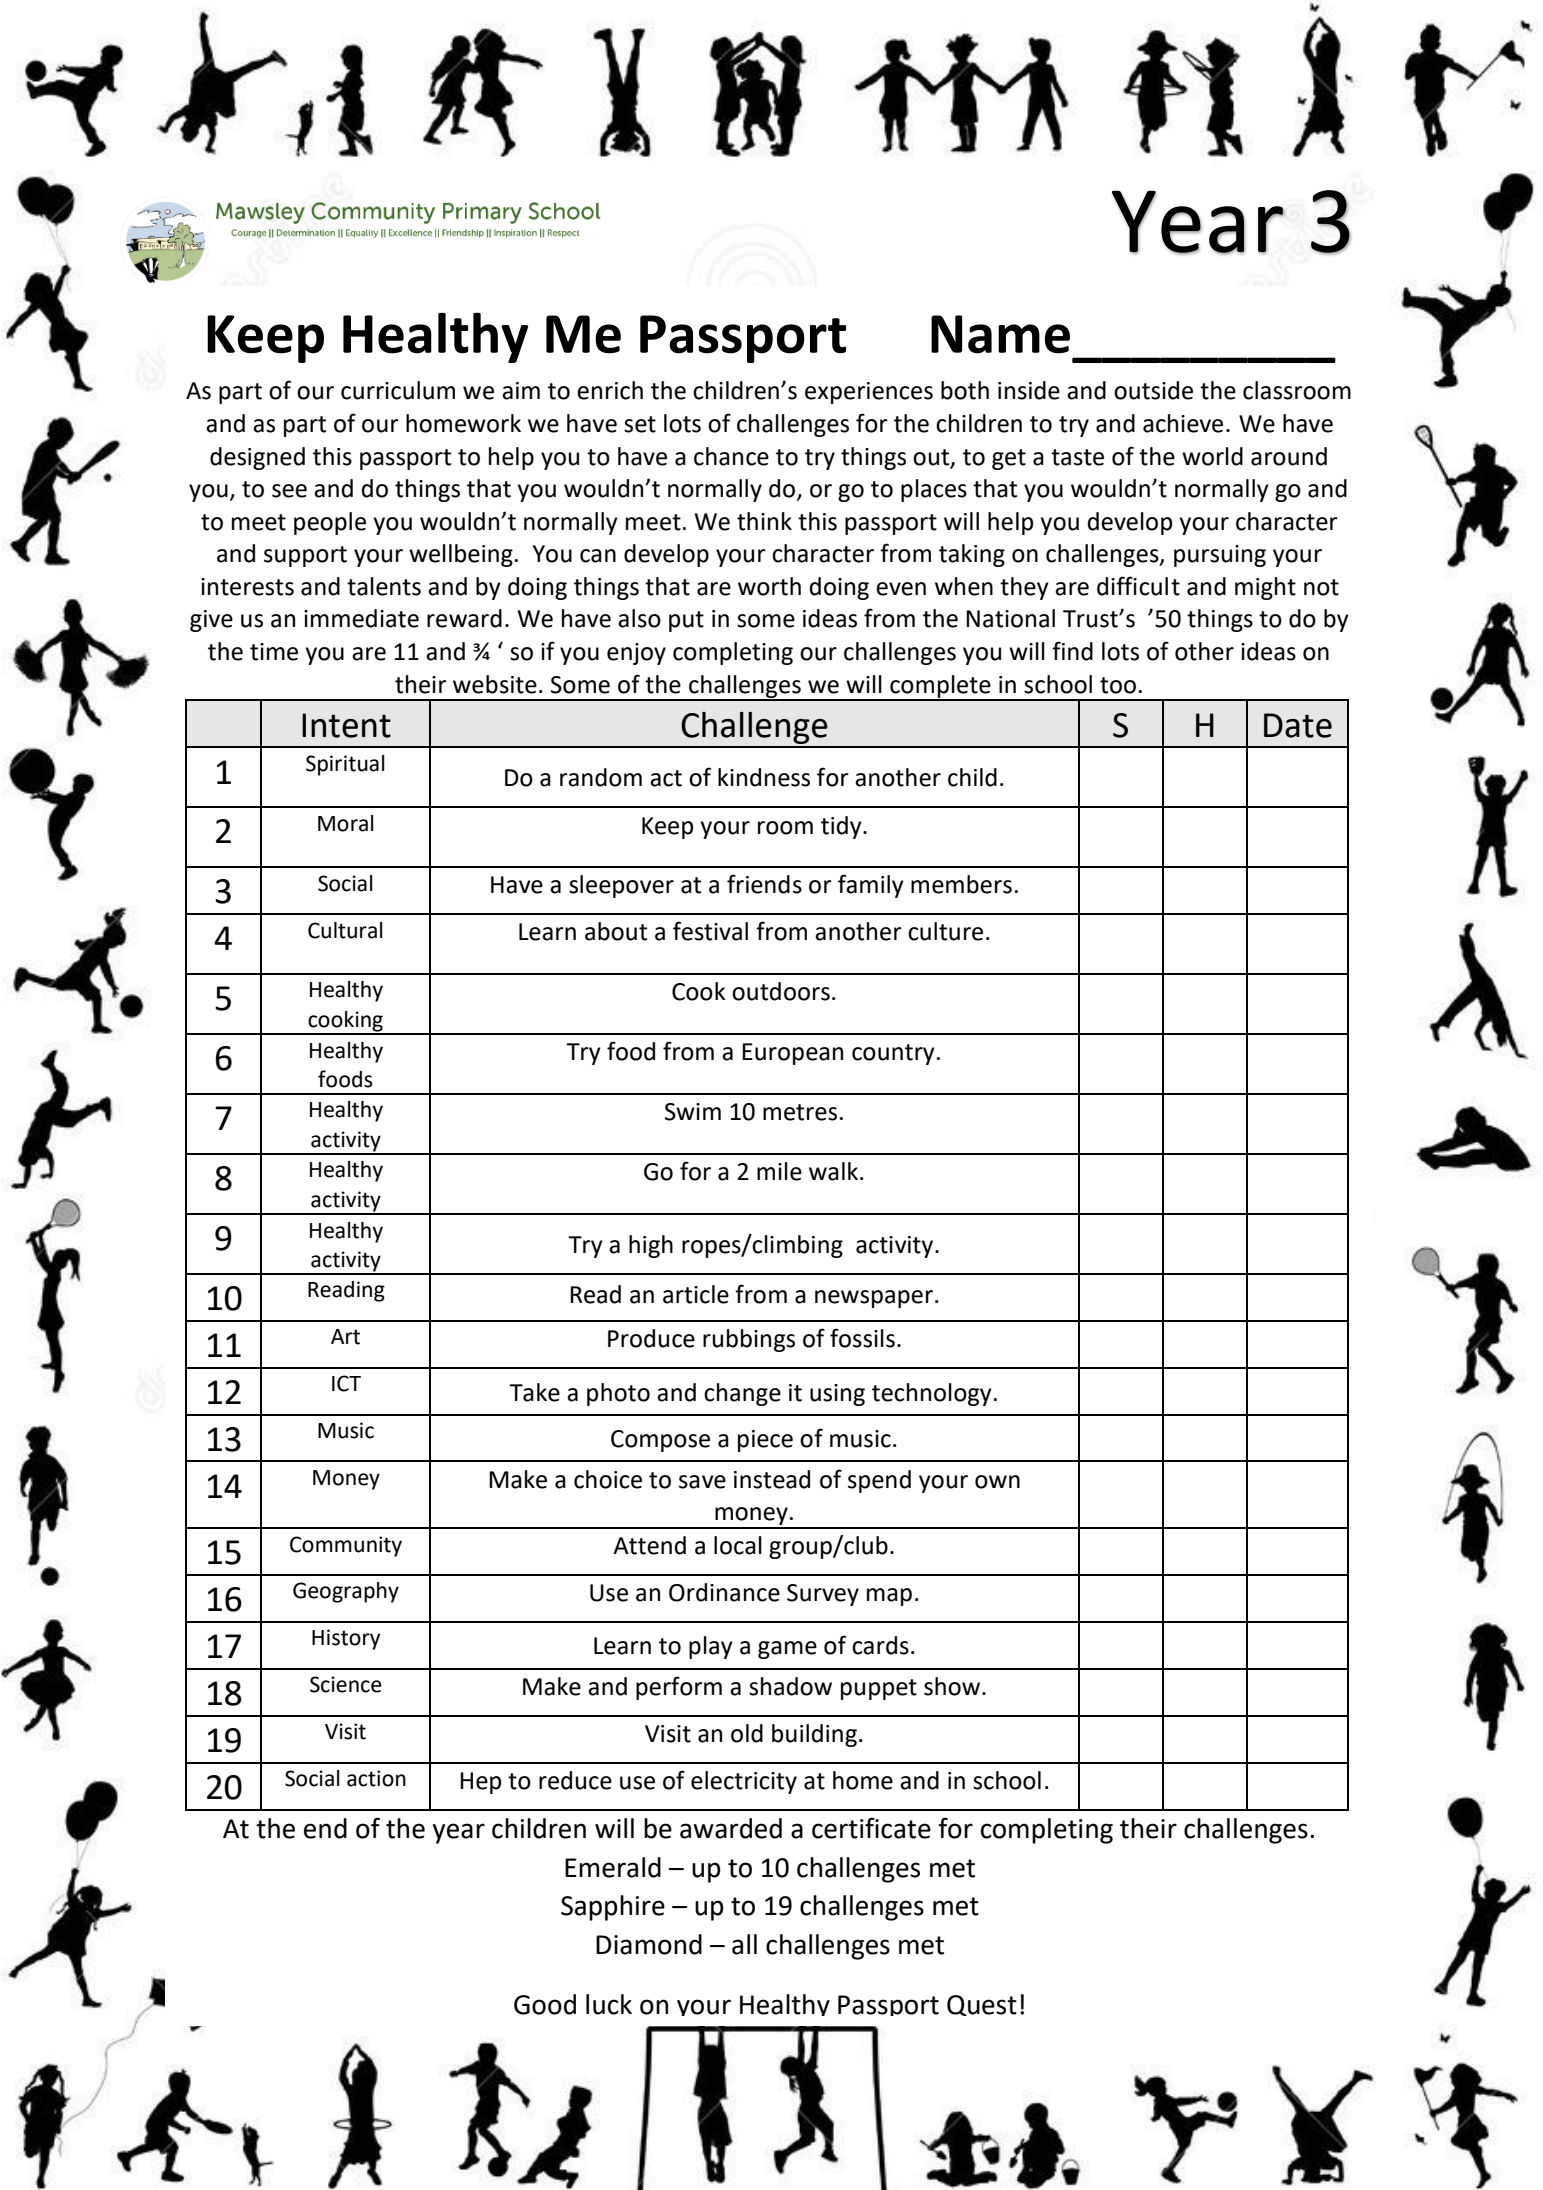 Mawsley Community Primary School
Courage || Determination || Equality || Excellence || Friendship || Inspiration || Respect
Year 3
Keep Healthy Me Passport Name_________
As part of our curriculum we aim to enrich the children’s experiences both inside and outside the classroom
and as part of our homework we have set lots of challenges for the children to try and achieve. We have
designed this passport to help you to have a chance to try things out, to get a taste of the world around
you, to see and do things that you wouldn’t normally do, or go to places that you wouldn’t normally go and
to meet people you wouldn’t normally meet. We think this passport will help you develop your character
and support your wellbeing. You can develop your character from taking on challenges, pursuing your
interests and talents and by doing things that are worth doing even when they are difficult and might not
give us an immediate reward. We have also put in some ideas from the National Trust’s ’50 things to do by
the time you are 11 and ¾ ‘ so if you enjoy completing our challenges you will find lots of other ideas on
their website. Some of the challenges we will complete in school too.
Intent Challenge S H Date
1 Spiritual Do a random act of kindness for another child.
2 Moral Keep your room tidy.
3 Social Have a sleepover at a friends or family members.
4 Cultural Learn about a festival from another culture.
5 Healthy cooking Cook outdoors.
6 Healthy foods Try food from a European country.
7 Healthy activity Swim 10 metres.
8 Healthy activity Go for a 2 mile walk.
9 Healthy activity Try a high ropes/climbing activity.
10 Reading Read an article from a newspaper.
11 Art Produce rubbings of fossils.
12 ICT Take a photo and change it using technology.
13 Music Compose a piece of music.
14 Money Make a choice to save instead of spend your own
money.
15 Community Attend a local group/club.
16 Geography Use an Ordinance Survey map.
17 History Learn to play a game of cards.
18 Science Make and perform a shadow puppet show.
19 Visit Visit an old building.
20 Social action Hep to reduce use of electricity at home and in school.
At the end of the year children will be awarded a certificate for completing their challenges.
Emerald – up to 10 challenges met
Sapphire – up to 19 challenges met
Diamond – all challenges met
Good luck on your Healthy Passport Quest!